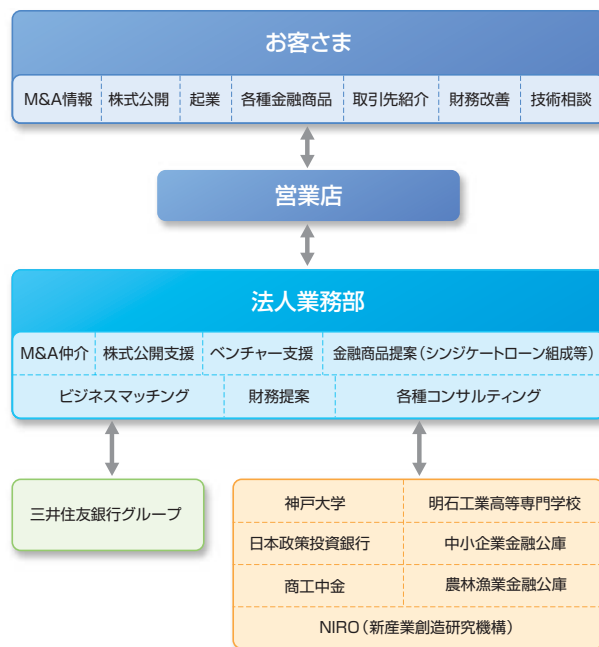 お客さま
M&A情報 株式公開 起業 各種金融商品 取引先紹介 財務改善 技術相談
営業店
法人業務部
M&A仲介 株式公開支援 ベンチャー支援 金融商品提案(シンジケートローン組成等)
ビジネスマッチング 財務提案 各種コンサルティング
三井住友銀行グループ
神戸大学 明石工業高等専門学校
日本政策投資銀行 中小企業金融公庫
商工中金 農林漁業金融公庫
NIRO(新産業創造研究機構)